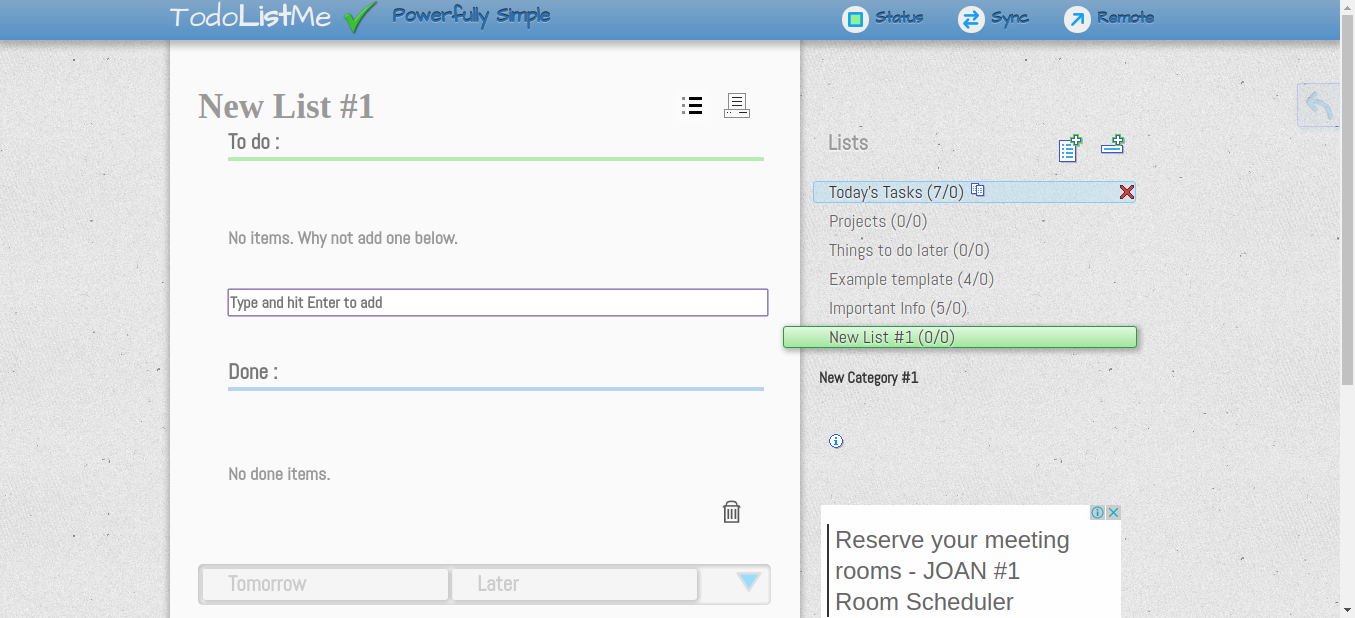 TodoListMe
Powerfully Simple
Status
Sync
Remote
New List #1
To do :
No items. Why not add one below.
Type and hit Enter to add
Done :
No done items.
Tomorrow
Later
Lists
Today's Tasks (7/0)
Projects (0/0)
Things to do later (0/0)
Example template (4/0)
Important Info (5/0)
New List #1 (0/0)
New Category #1
Reserve your meeting
rooms - JOAN #1
Room Scheduler